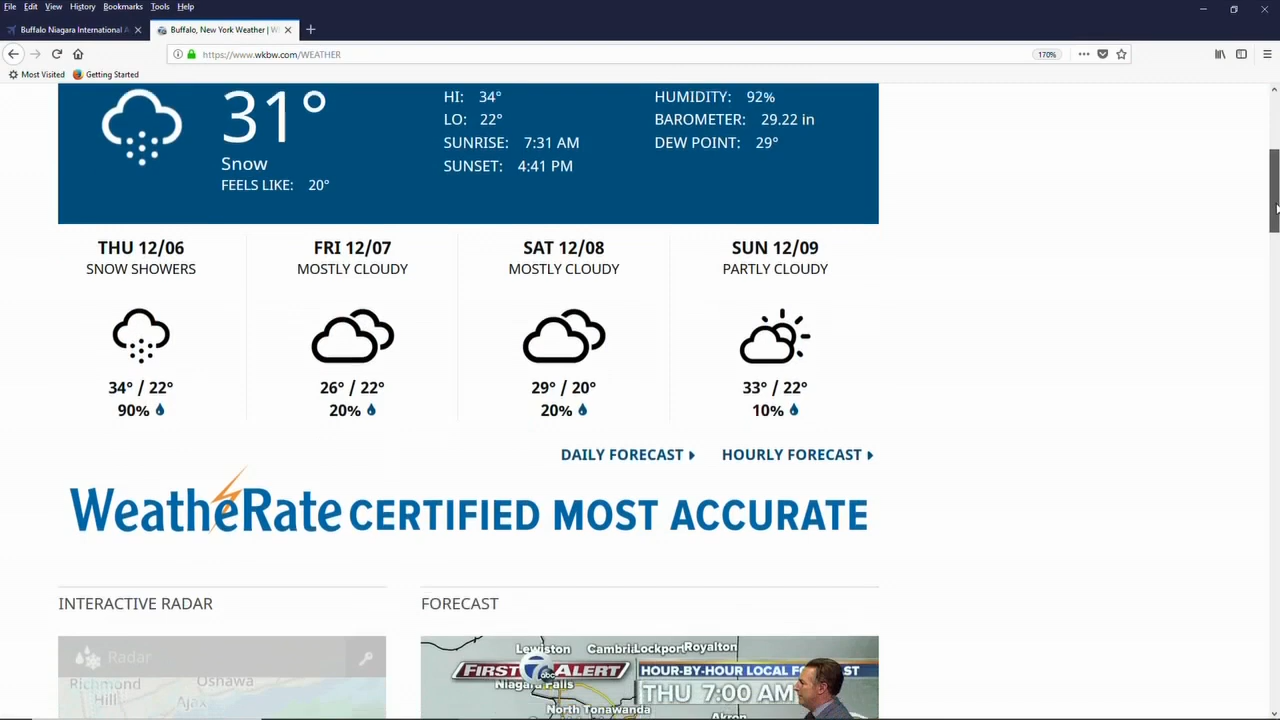 File Edit View History Bookmarks Tools Help
Buffalo Niagara International A
Buffalo, New York Weather | W
https://www.wkbw.com/WEATHER
170%
Most Visited Getting Started
31°
Snow
FEELS LIKE: 20°
HI: 34°
LO: 22°
SUNRISE: 7:31 AM
SUNSET: 4:41 PM
HUMIDITY: 92%
BAROMETER: 29.22 in
DEW POINT: 29°
THU 12/06
SNOW SHOWERS
34° / 22°
90%
FRI 12/07
MOSTLY CLOUDY
26° / 22°
20%
SAT 12/08
MOSTLY CLOUDY
29° / 20°
20%
SUN 12/09
PARTLY CLOUDY
33° / 22°
10%
DAILY FORECAST HOURLY FORECAST
WeatheRate CERTIFIED MOST ACCURATE
INTERACTIVE RADAR
Radar
Richmond Hill
Oshawa
Ajax
FORECAST
Lewiston Cambri Lockport Royalton
FIRST 7 abc ALERT
HOUR-BY-HOUR LOCAL
THU 7:00 AM
Niagara Falls
North Tonawanda
Akron